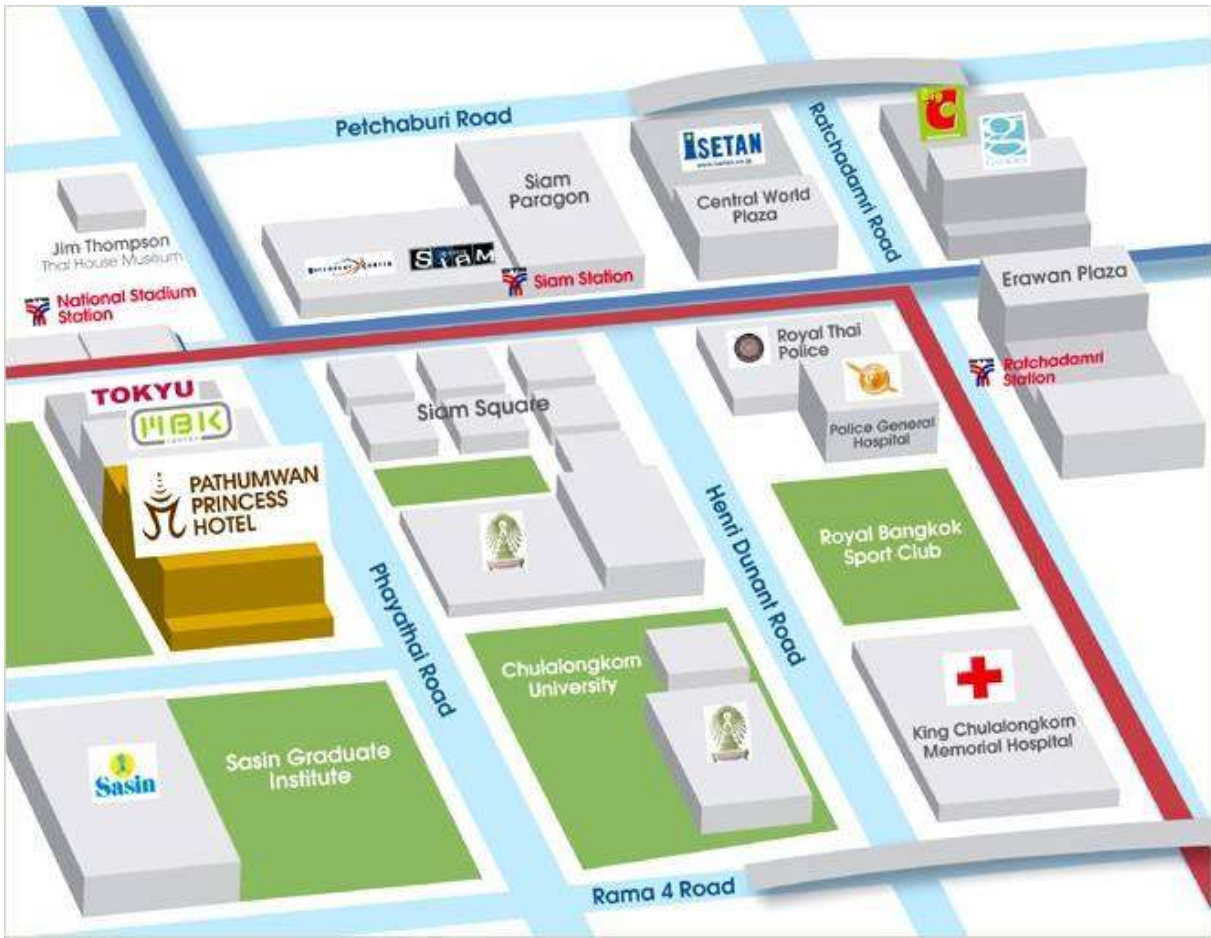 Petchaburi Road
Ratchadamri Road
big
C
ISETAN
Siam
Paragon
Central World
Plaza
Jim Thompson
Thai House Museum
SIAM
Siam Station
National Stadium
Station
Erawan Plaza
Royal Thai
Police
Ratchadamri
Station
TOKYU
MBK
CENTER
Siam Square
Police General
Hospital
PATHUMWAN
PRINCESS
HOTEL
Phayathai Road
Henri Dunant Road
Royal Bangkok
Sport Club
Chulalongkorn
University
King Chulalongkorn
Memorial Hospital
Sasin
Sasin Graduate
Institute
Rama 4 Road